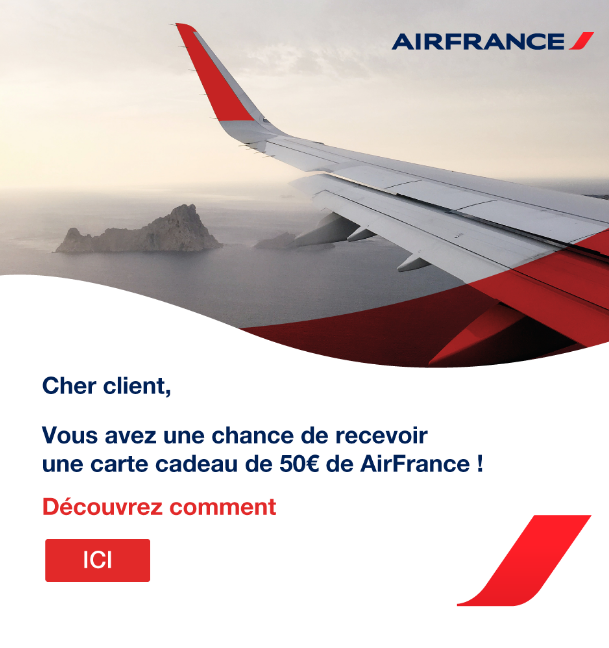 AIRFRANCE
Cher client,
Vous avez une chance de recevoir
une carte cadeau de 50€ de AirFrance !
Découvrez comment
ICI